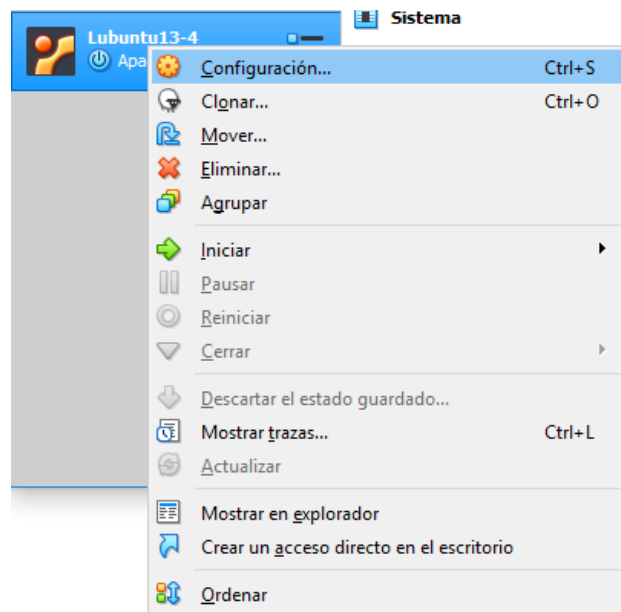 Sistema
Lubuntu13-4
Apa
Configuración... Ctrl+S
Clonar... Ctrl+O
Mover...
Eliminar...
Agrupar
Iniciar
Pausar
Reiniciar
Cerrar
Descartar el estado guardado...
Mostrar trazas... Ctrl+L
Actualizar
Mostrar en explorador
Crear un acceso directo en el escritorio
Ordenar